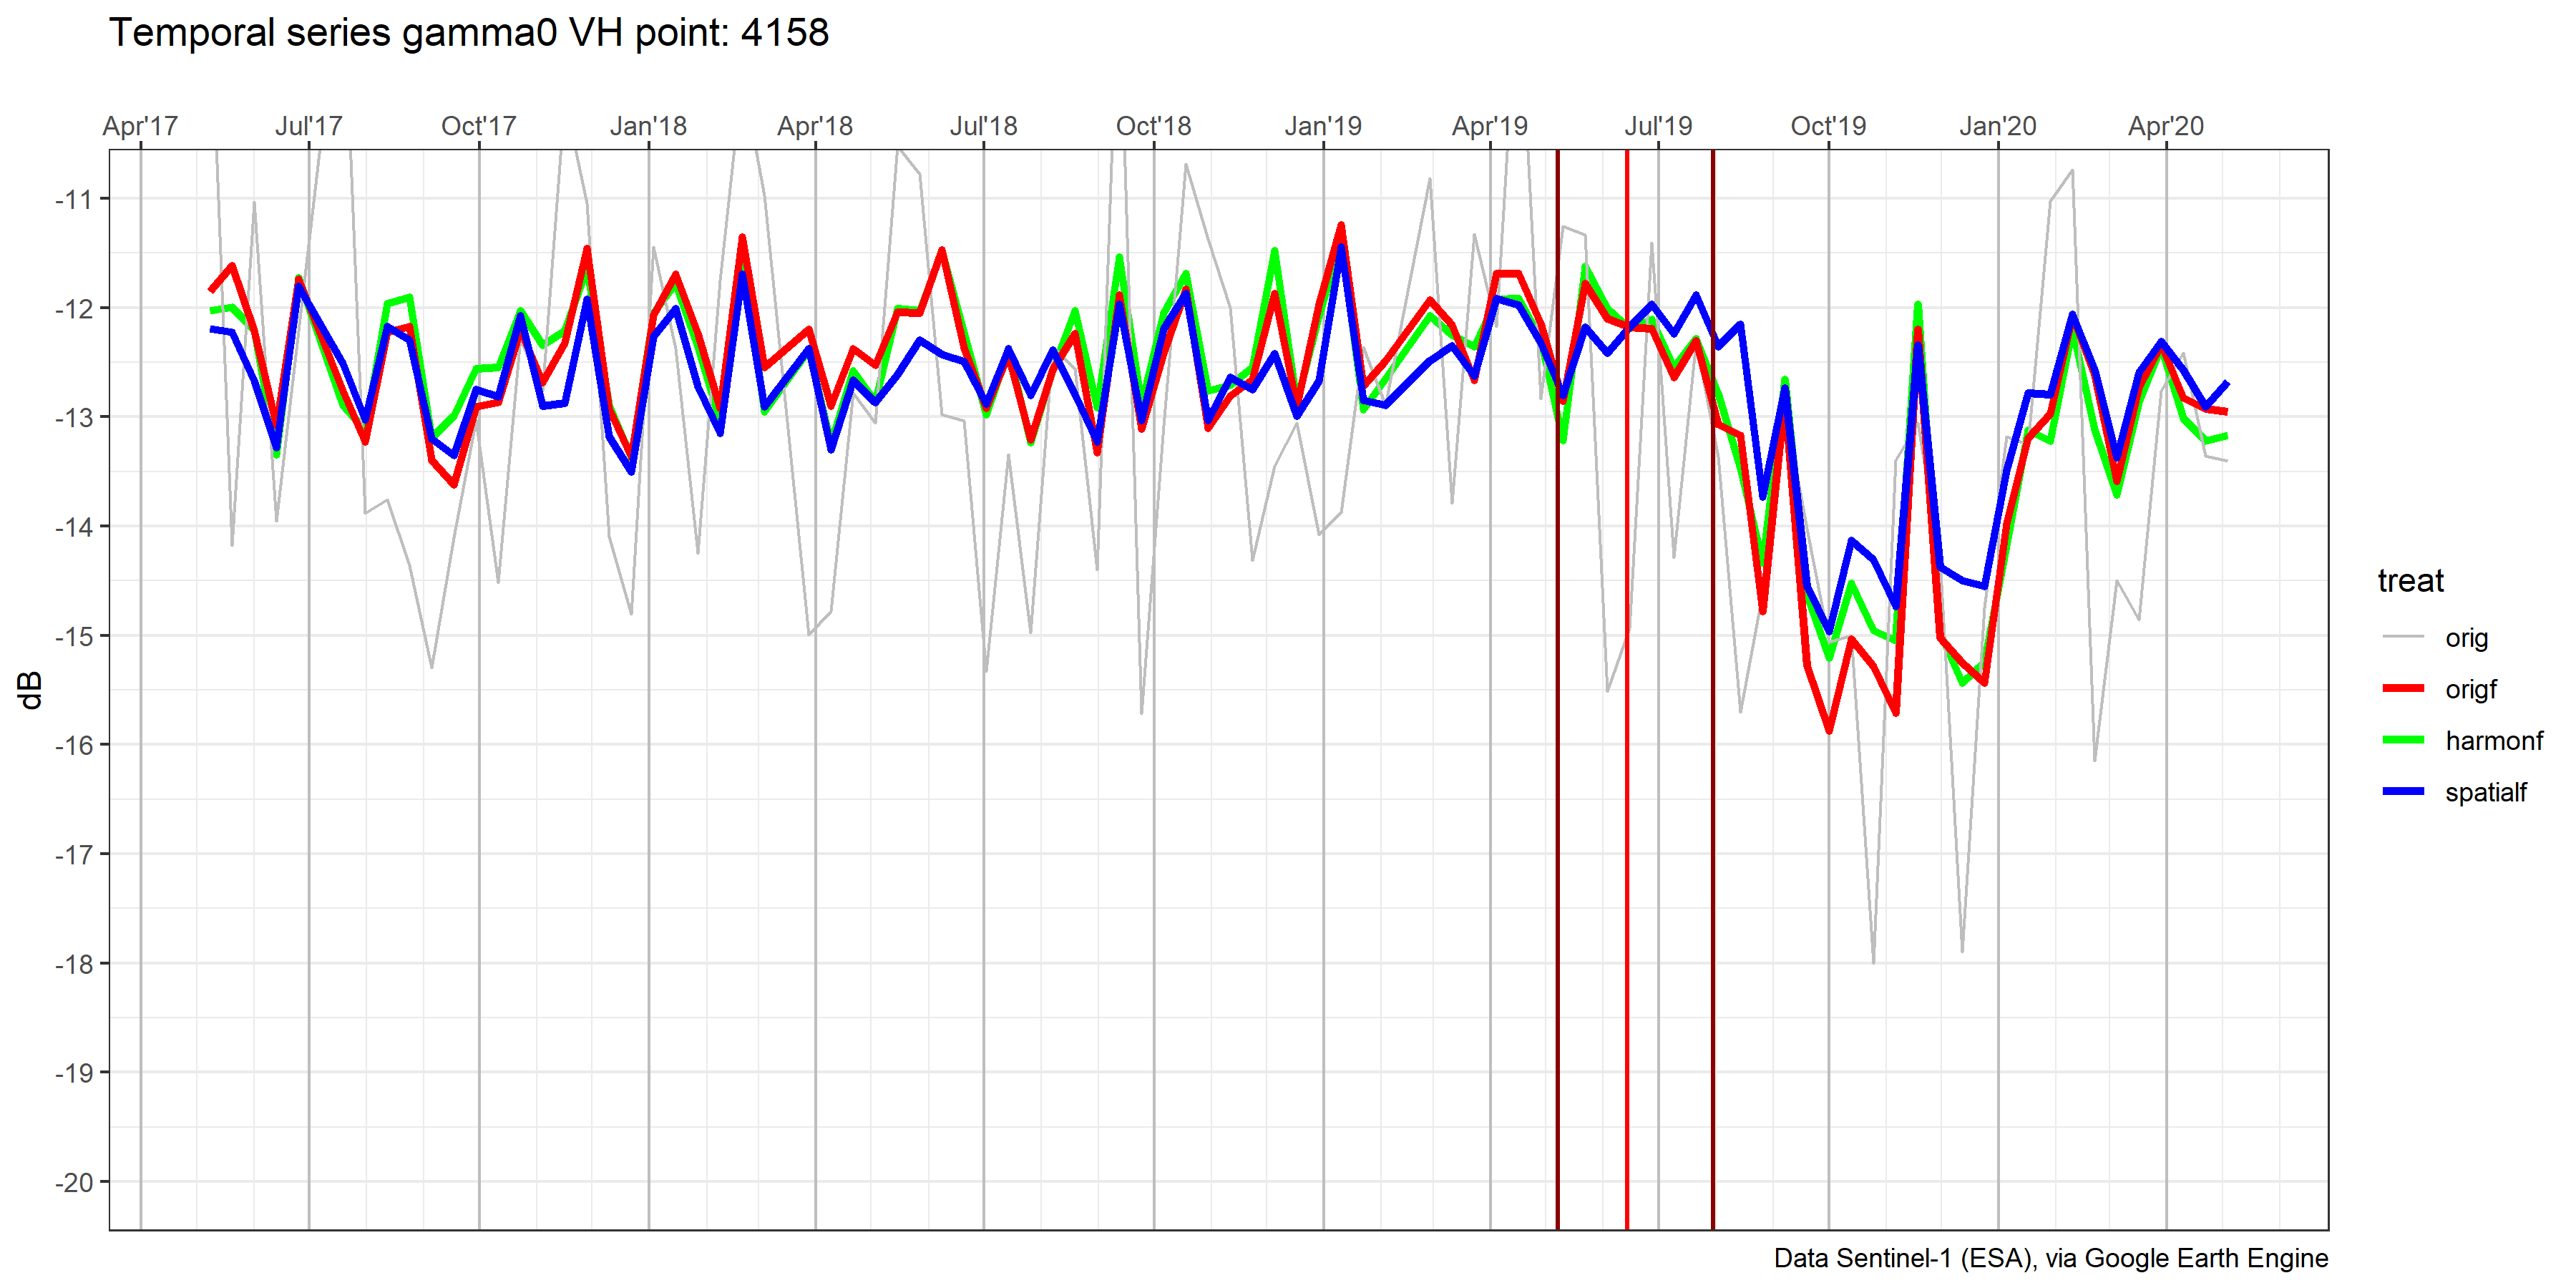 Temporal series gamma0 VH point: 4158
Apr'17 Jul'17 Oct'17 Jan'18 Apr'18 Jul'18 Oct'18 Jan'19 Apr'19 Jul'19 Oct'19 Jan'20 Apr'20
-11
-12
-13
-14
-15
-16
-17
-18
-19
-20
dB
treat
orig
origf
harmonf
spatialf
Data Sentinel-1 (ESA), via Google Earth Engine